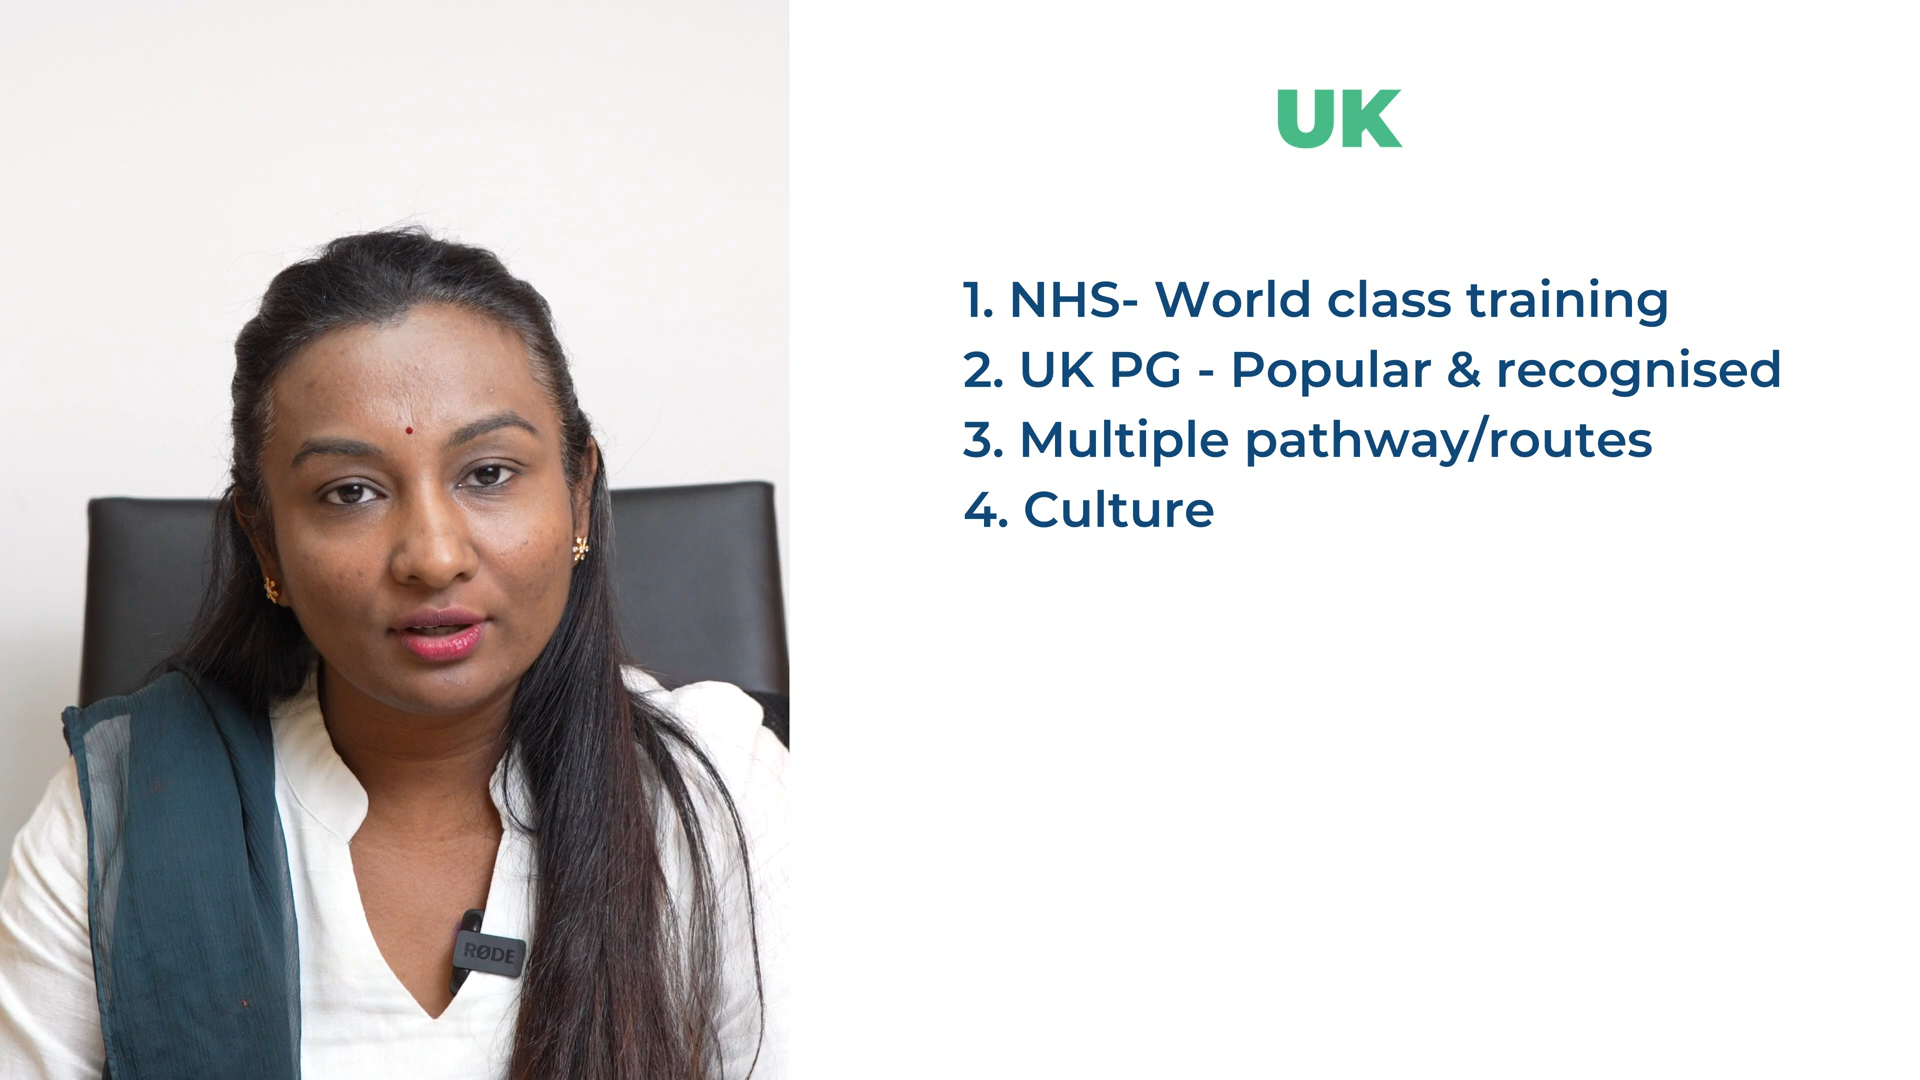 UK
1. NHS- World class training
2. UK PG - Popular & recognised
3. Multiple pathway/routes
4. Culture
RØDE